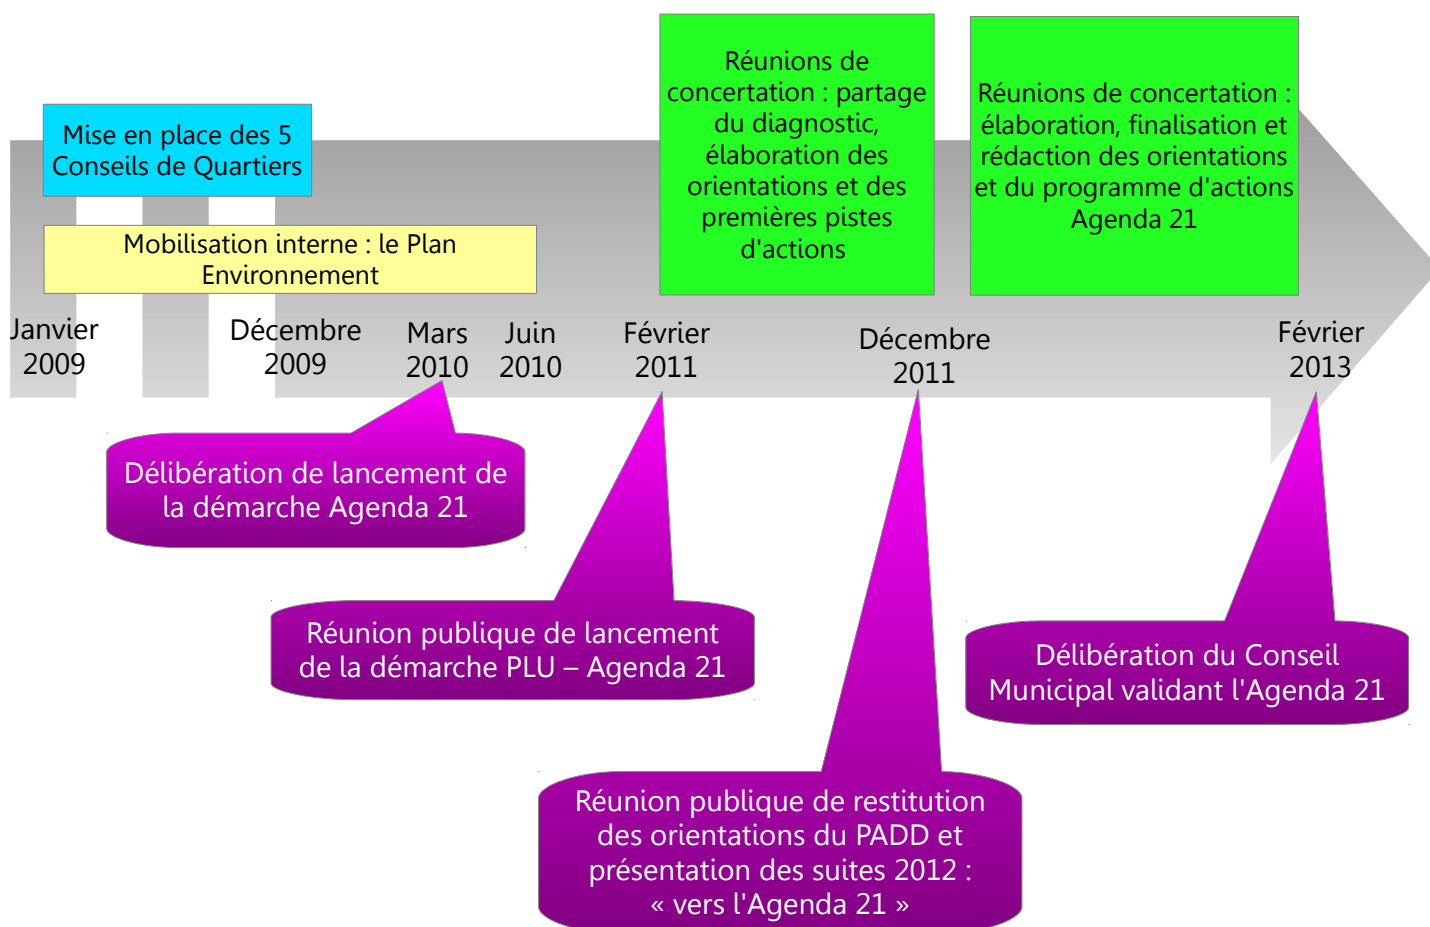 Mise en place des 5
Conseils de Quartiers
Mobilisation interne : le Plan
Environnement
Réunions de
concertation : partage
du diagnostic,
élaboration des
orientations et des
premières pistes
d'actions
Réunions de concertation :
élaboration, finalisation et
rédaction des orientations
et du programme d'actions
Agenda 21
Janvier
2009
Décembre
2009
Mars
2010
Juin
2010
Février
2011
Décembre
2011
Février
2013
Délibération de lancement de
la démarche Agenda 21
Réunion publique de lancement
de la démarche PLU – Agenda 21
Réunion publique de restitution
des orientations du PADD et
présentation des suites 2012 :
« vers l'Agenda 21 »
Délibération du Conseil
Municipal validant l'Agenda 21